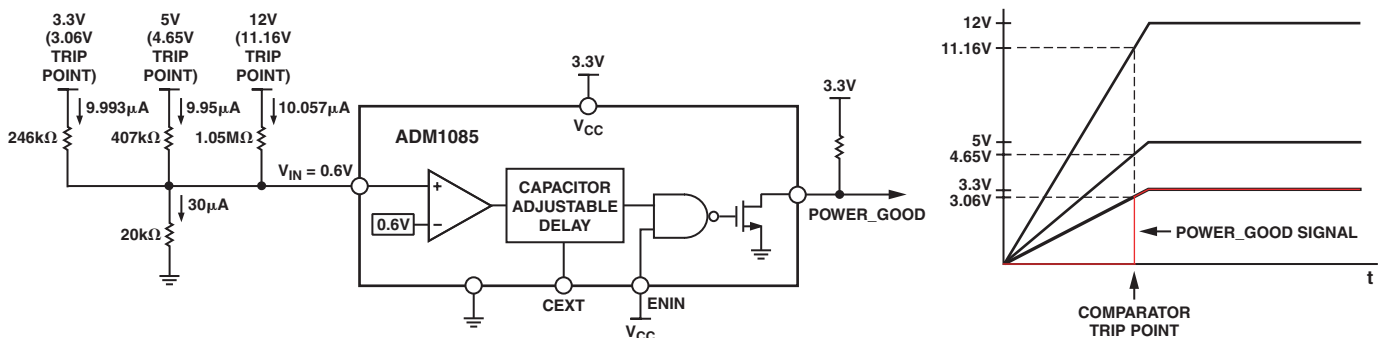 3.3V
(3.06V
TRIP
POINT)
5V
(4.65V
TRIP
POINT)
12V
(11.16V
TRIP
POINT)
9.993µA
9.95µA
10.057µA
246kΩ
407kΩ
1.05MΩ
V_IN = 0.6V
30µA
20kΩ
3.3V
V_CC
ADM1085
+
−
0.6V
CAPACITOR
ADJUSTABLE
DELAY
CEXT
ENIN
V_CC
3.3V
POWER_GOOD
12V
11.16V
5V
4.65V
3.3V
3.06V
POWER_GOOD SIGNAL
t
COMPARATOR
TRIP POINT